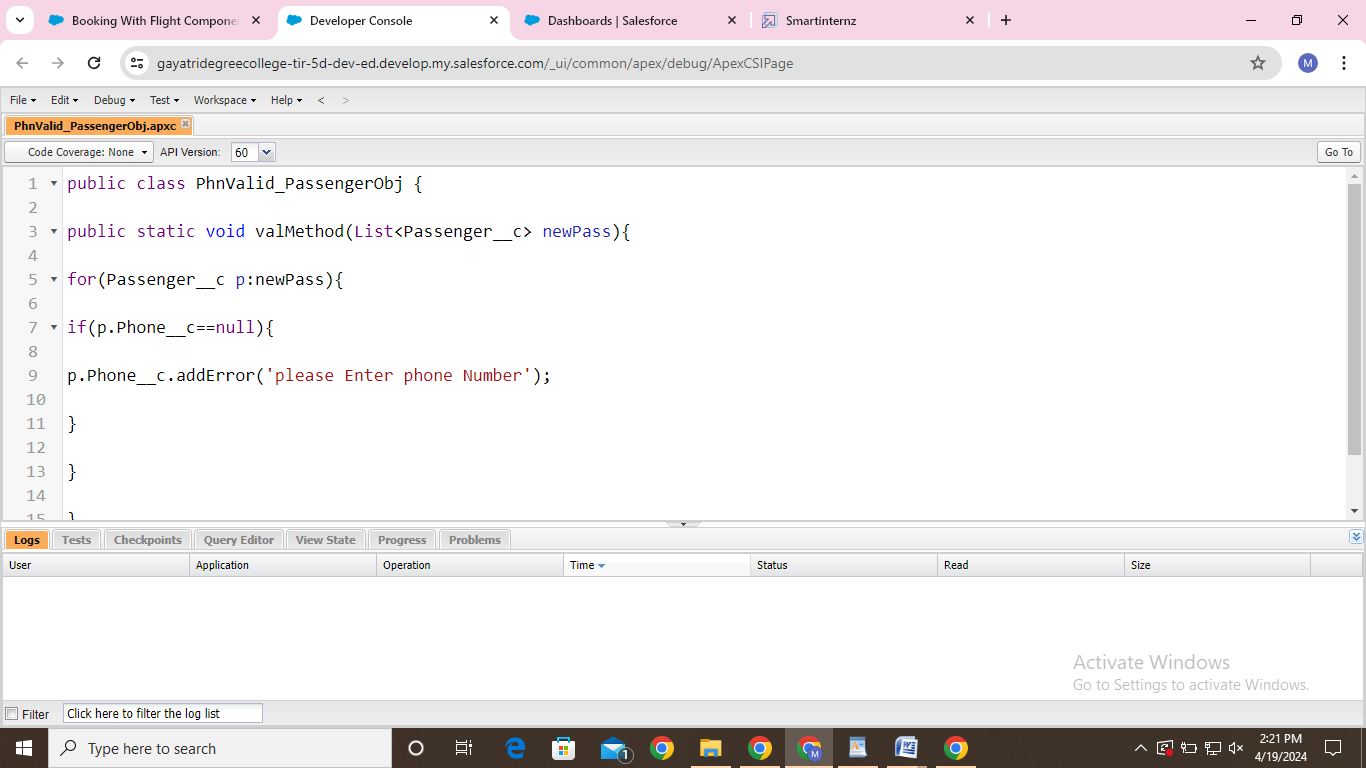 Booking With Flight Compone
Developer Console
Dashboards | Salesforce
Smartinternz
gayatridegreecollege-tir-5d-dev-ed.develop.my.salesforce.com/_ui/common/apex/debug/ApexCSIPage
M
File Edit Debug Test Workspace Help < >
PhnValid_PassengerObj.apxc
Code Coverage: None API Version: 60 Go To
1 public class PhnValid_PassengerObj {
2
3 public static void valMethod(List<Passenger__c> newPass){
4
5 for(Passenger__c p:newPass){
6
7 if(p.Phone__c==null){
8
9 p.Phone__c.addError('please Enter phone Number');
10
11 }
12
13 }
14
15 }
Logs Tests Checkpoints Query Editor View State Progress Problems
User Application Operation Time Status Read Size
Activate Windows
Go to Settings to activate Windows.
Filter Click here to filter the log list
Type here to search
1
M
2:21 PM
4/19/2024